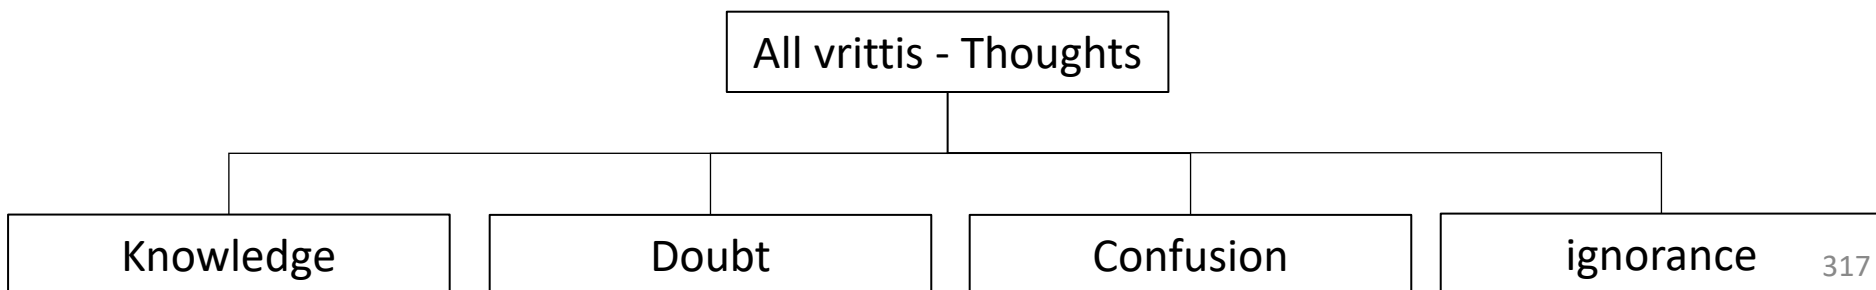 All vrittis - Thoughts
Knowledge
Doubt
Confusion
ignorance
317